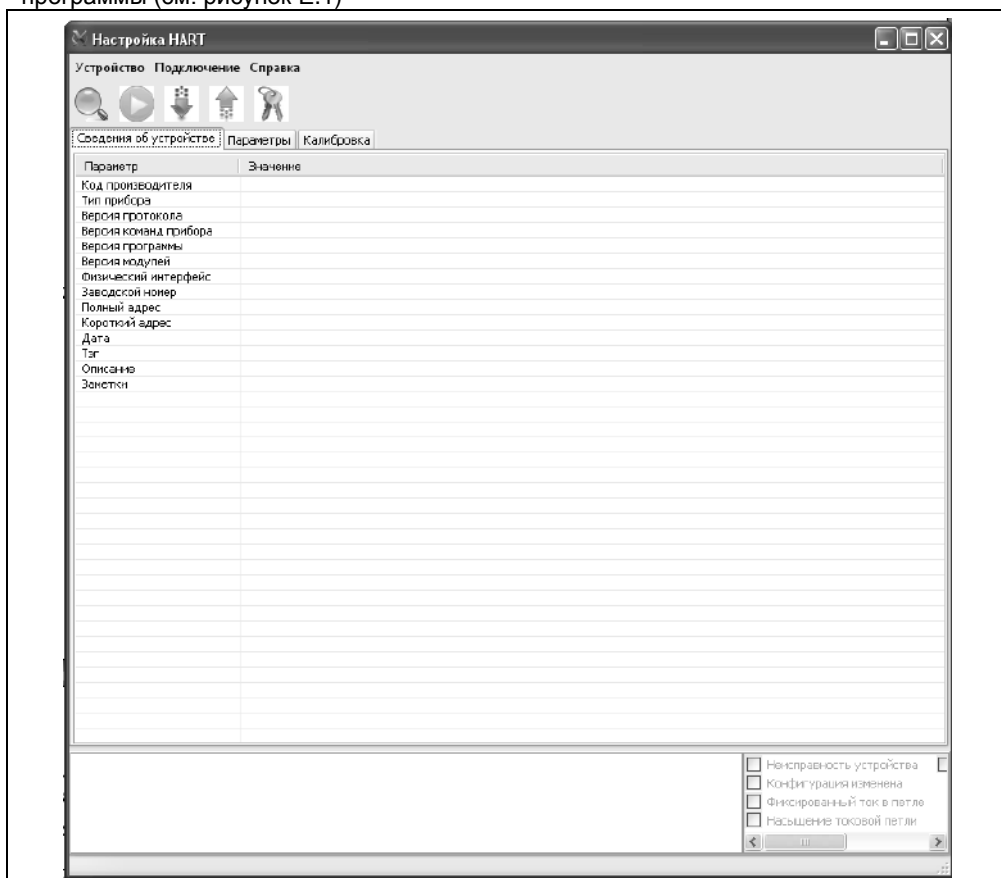 программы (см. рисунок Е.1)
Настройка HART
Устройство Подключение Справка
Сведения об устройстве Параметры Калибровка
Параметр Значение
Код производителя
Тип прибора
Версия протокола
Версия команд прибора
Версия программы
Версия модулей
Физический интерфейс
Заводской номер
Полный адрес
Короткий адрес
Дата
Тэг
Описание
Заметки
Неисправность устройства
Конфигурация изменена
Фиксированный ток в петле
Насыщение токовой петли